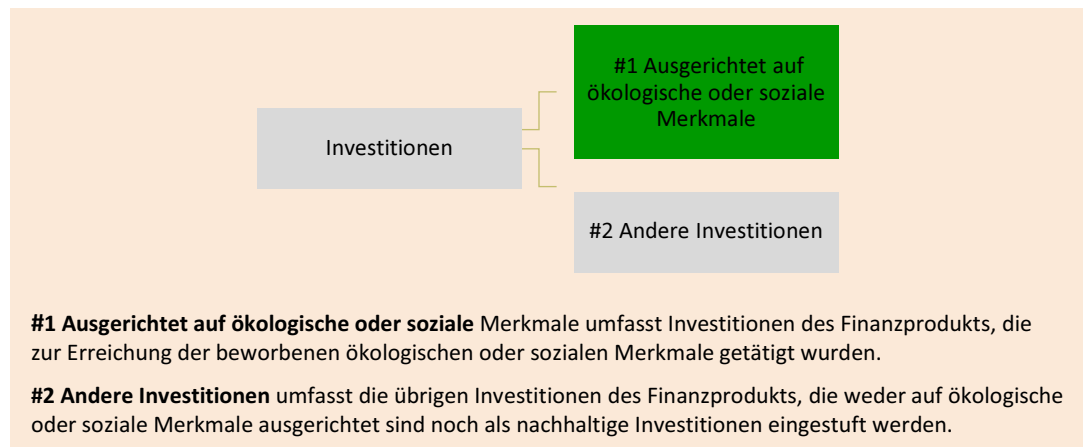 #1 Ausgerichtet auf
ökologische oder soziale
Merkmale
Investitionen
#2 Andere Investitionen
#1 Ausgerichtet auf ökologische oder soziale Merkmale umfasst Investitionen des Finanzprodukts, die
zur Erreichung der beworbenen ökologischen oder sozialen Merkmale getätigt wurden.
#2 Andere Investitionen umfasst die übrigen Investitionen des Finanzprodukts, die weder auf ökologische
oder soziale Merkmale ausgerichtet sind noch als nachhaltige Investitionen eingestuft werden.